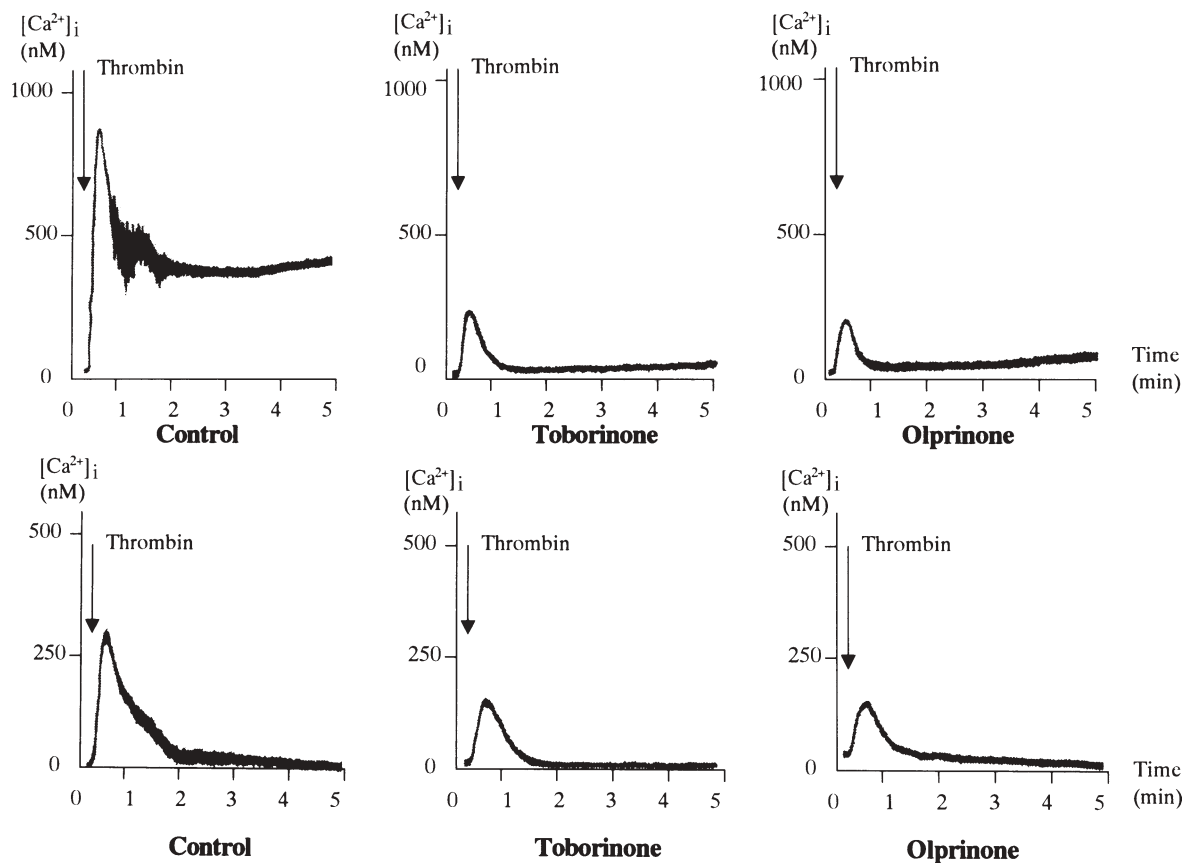 [Ca²⁺]i
(nM)
Thrombin
1000
500
0
0 1 2 3 4 5
Control
[Ca²⁺]i
(nM)
Thrombin
1000
500
0
0 1 2 3 4 5
Toborinone
[Ca²⁺]i
(nM)
Thrombin
1000
500
0
0 1 2 3 4 5
Time
(min)
Olprinone
[Ca²⁺]i
(nM)
500
Thrombin
250
0
0 1 2 3 4 5
Control
[Ca²⁺]i
(nM)
500
Thrombin
250
0
0 1 2 3 4 5
Toborinone
[Ca²⁺]i
(nM)
500
Thrombin
250
0
0 1 2 3 4 5
Time
(min)
Olprinone